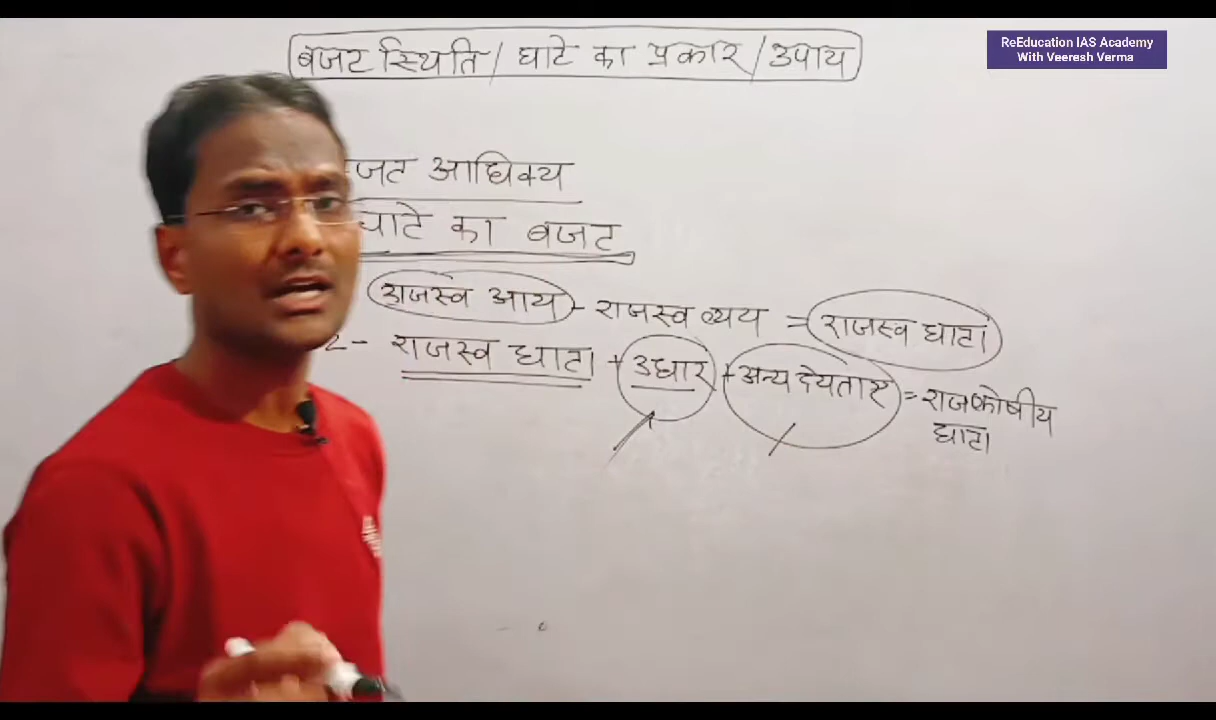 बजट स्थिति / घाटे का प्रकार / उपाय
ReEducation IAS Academy
With Veeresh Verma
जट आधिक्य
घाटे का बजट
राजस्व आय - राजस्व व्यय = राजस्व घाटा
2- राजस्व घाटा + उधार + अन्य देयताए = राजकोषीय
घाटा